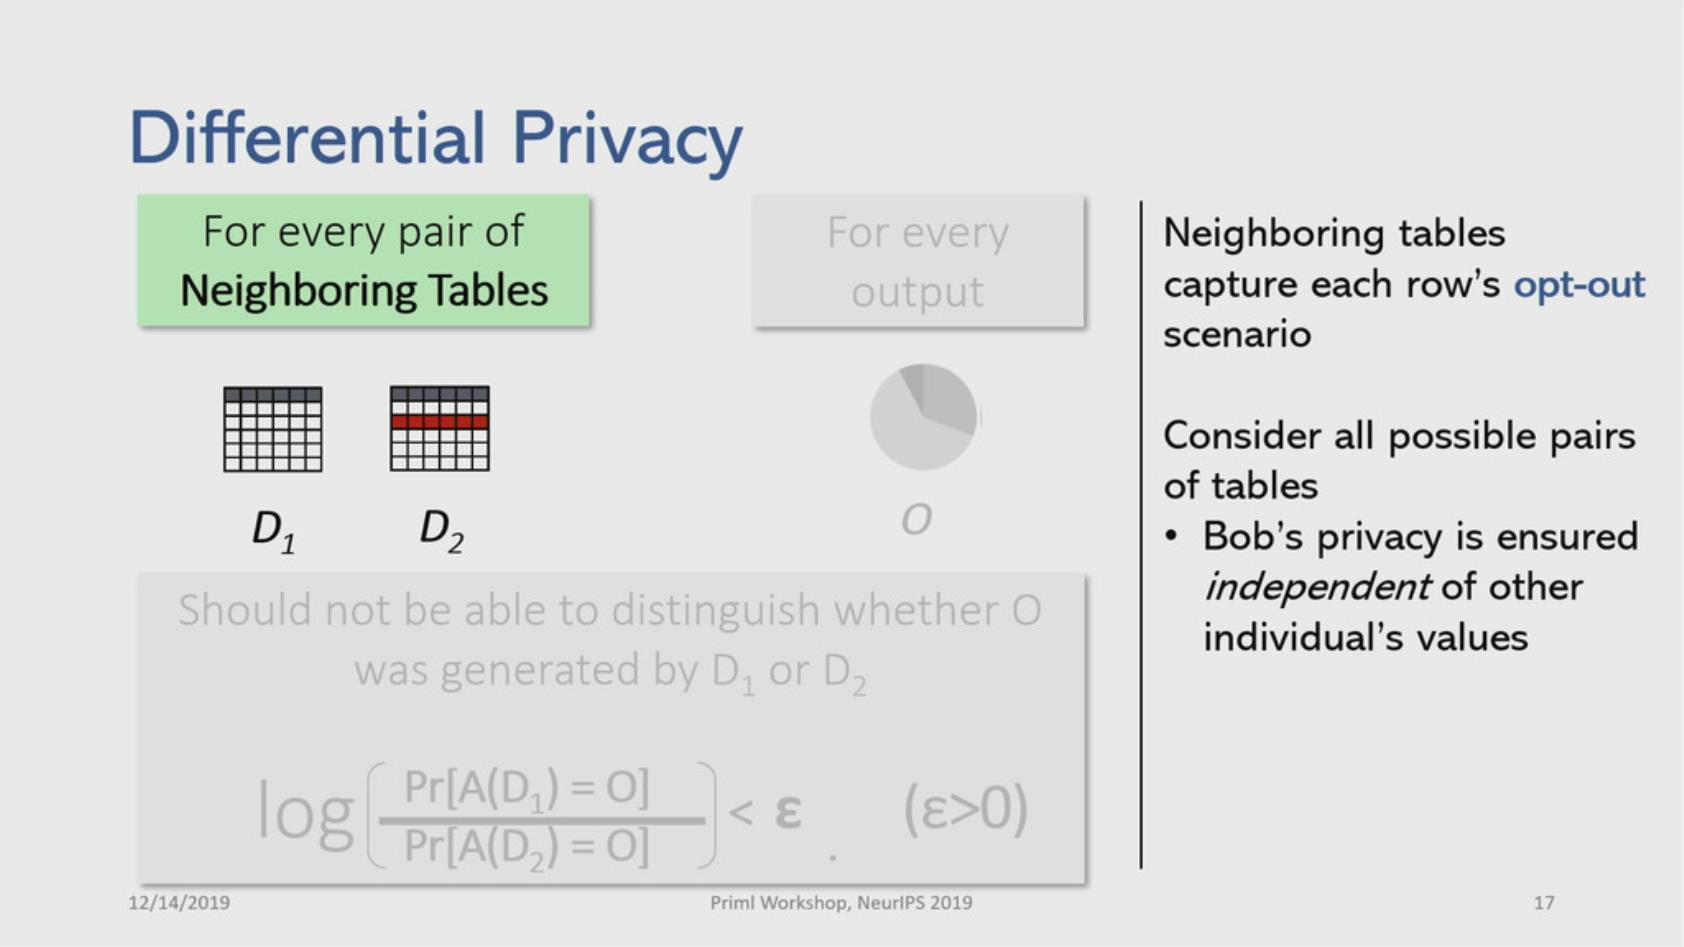 Differential Privacy
For every pair of
Neighboring Tables
For every
output
D1
D2
O
Should not be able to distinguish whether O
was generated by D1 or D2
log ( Pr[A(D1) = O] / Pr[A(D2) = O] ) < ε . (ε>0)
Neighboring tables
capture each row's opt-out
scenario
Consider all possible pairs
of tables
• Bob's privacy is ensured
independent of other
individual's values
12/14/2019
Priml Workshop, NeurIPS 2019
17